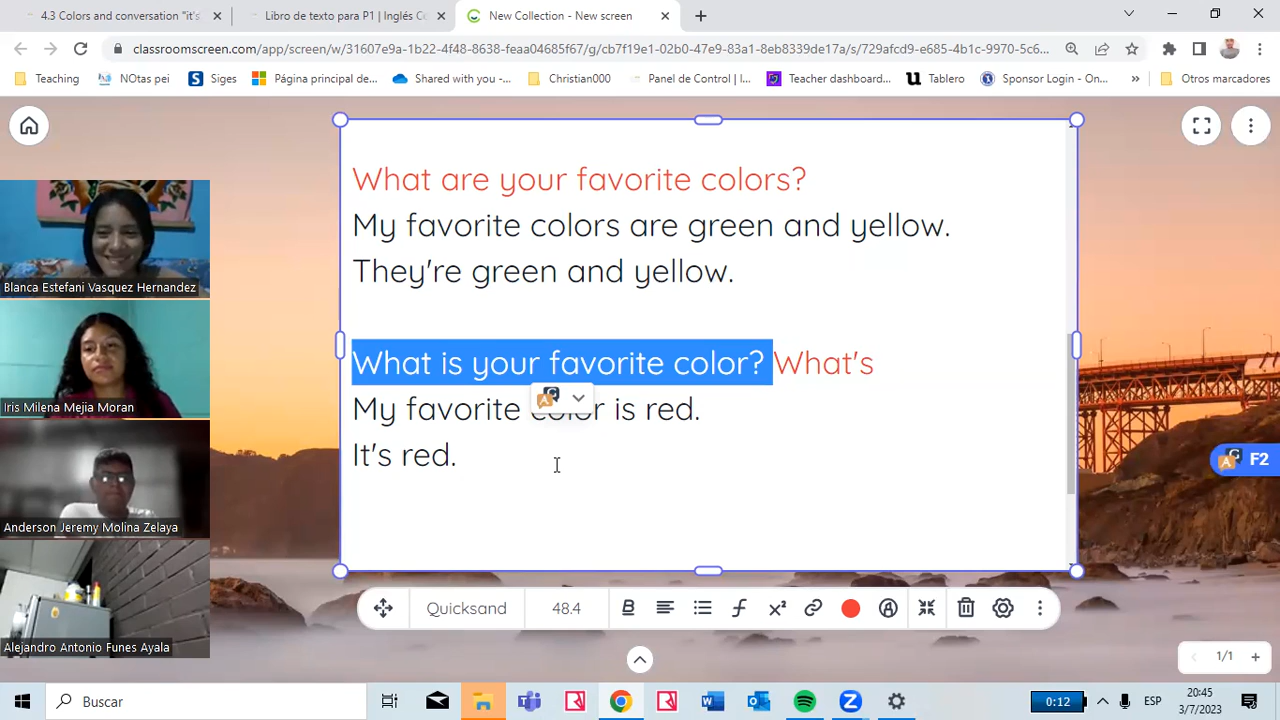 4.3 Colors and conversation "it's
Libro de texto para P1 | Inglés Co
New Collection - New screen
classroomscreen.com/app/screen/w/31607e9a-1b22-4f48-8638-feaa04685f67/g/cb7f19e1-02b0-47e9-83a1-8eb8339de17a/s/729afcd9-e685-4b1c-9970-5c6...
Teaching
NOtas pei
Siges
Página principal de...
Shared with you -...
Christian000
Panel de Control | I...
Teacher dashboard...
Tablero
Sponsor Login - On...
Otros marcadores
What are your favorite colors?
My favorite colors are green and yellow.
They're green and yellow.
What is your favorite color? What's
My favorite color is red.
It's red.
Blanca Estefani Vasquez Hernandez
Iris Milena Mejia Moran
Anderson Jeremy Molina Zelaya
Alejandro Antonio Funes Ayala
F2
Quicksand
48.4
1/1
Buscar
0:12
ESP
20:45
3/7/2023